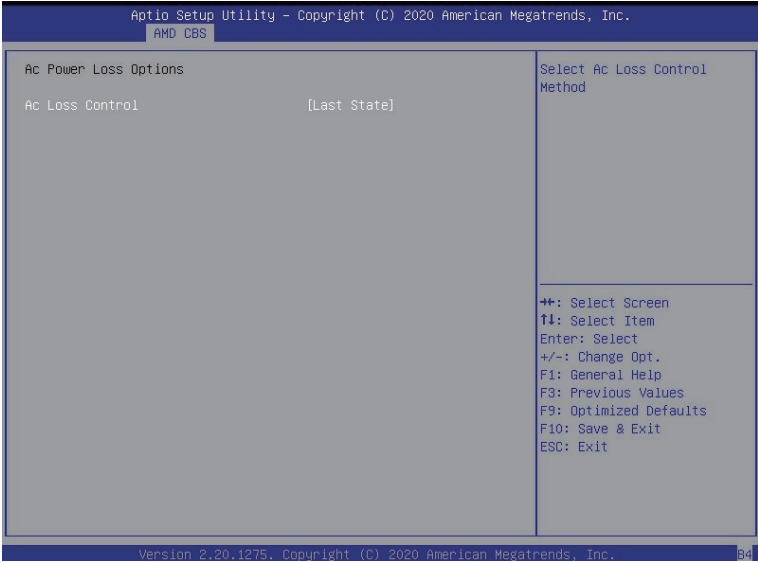 Aptio Setup Utility – Copyright (C) 2020 American Megatrends, Inc.
AMD CBS
Ac Power Loss Options
Ac Loss Control [Last State]
Select Ac Loss Control
Method
→←: Select Screen
↑↓: Select Item
Enter: Select
+/-: Change Opt.
F1: General Help
F3: Previous Values
F9: Optimized Defaults
F10: Save & Exit
ESC: Exit
Version 2.20.1275. Copyright (C) 2020 American Megatrends, Inc.
B4